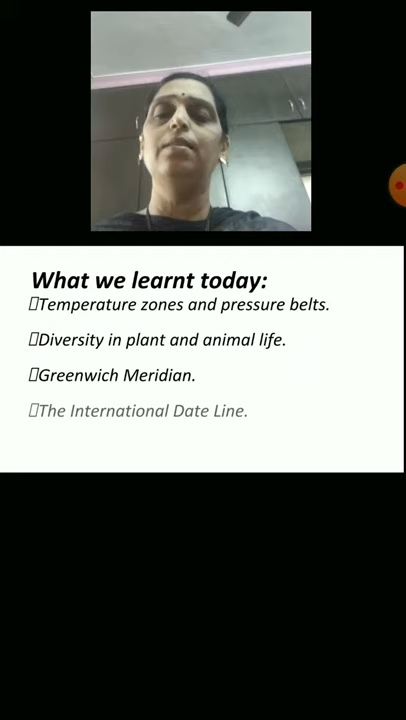 What we learnt today:
Temperature zones and pressure belts.
Diversity in plant and animal life.
Greenwich Meridian.
The International Date Line.